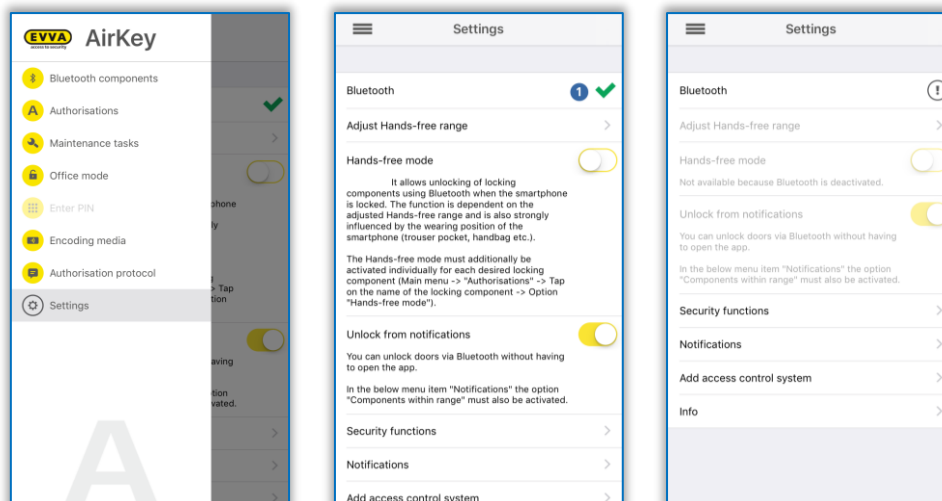 EVVA
access to security
AirKey
Bluetooth components
A
Authorisations
Maintenance tasks
Office mode
Enter PIN
Encoding media
Authorisation protocol
Settings
phone
ly
> Tap
tion
aving
tion
vated.
A
Settings
Bluetooth
1
Adjust Hands-free range
Hands-free mode
It allows unlocking of locking
components using Bluetooth when the smartphone
is locked. The function is dependent on the
adjusted Hands-free range and is also strongly
influenced by the wearing position of the
smartphone (trouser pocket, handbag etc.).
The Hands-free mode must additionally be
activated individually for each desired locking
component (Main menu -> "Authorisations" -> Tap
on the name of the locking component -> Option
"Hands-free mode").
Unlock from notifications
You can unlock doors via Bluetooth without having
to open the app.
In the below menu item "Notifications" the option
"Components within range" must also be activated.
Security functions
Notifications
Add access control system
Settings
Bluetooth
Adjust Hands-free range
Hands-free mode
Not available because Bluetooth is deactivated.
Unlock from notifications
You can unlock doors via Bluetooth without having
to open the app.
In the below menu item "Notifications" the option
"Components within range" must also be activated.
Security functions
Notifications
Add access control system
Info